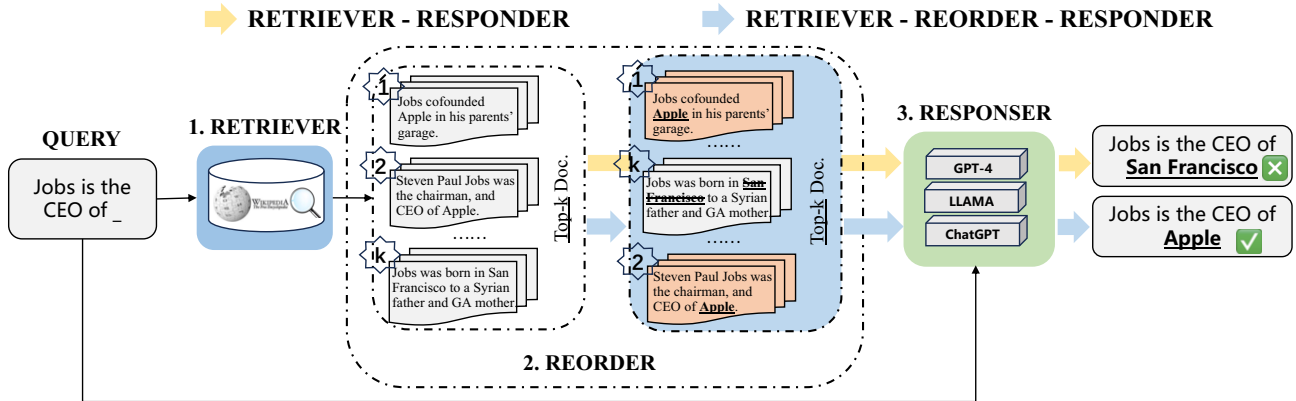 RETRIEVER - RESPONDER
RETRIEVER - REORDER - RESPONDER
QUERY
Jobs is the
CEO of _
1. RETRIEVER
WIKIPEDIA
The Free Encyclopedia
1
Jobs cofounded
Apple in his parents'
garage.
2
Steven Paul Jobs was
the chairman, and
CEO of Apple.
......
k
Jobs was born in San
Francisco to a Syrian
father and GA mother.
Top-k Doc.
1
Jobs cofounded
Apple in his parents'
garage.
......
k
Jobs was born in San
Francisco to a Syrian
father and GA mother.
......
2
Steven Paul Jobs was
the chairman, and
CEO of Apple.
Top-k Doc.
2. REORDER
3. RESPONSER
GPT-4
LLAMA
ChatGPT
Jobs is the CEO of
San Francisco
Jobs is the CEO of
Apple